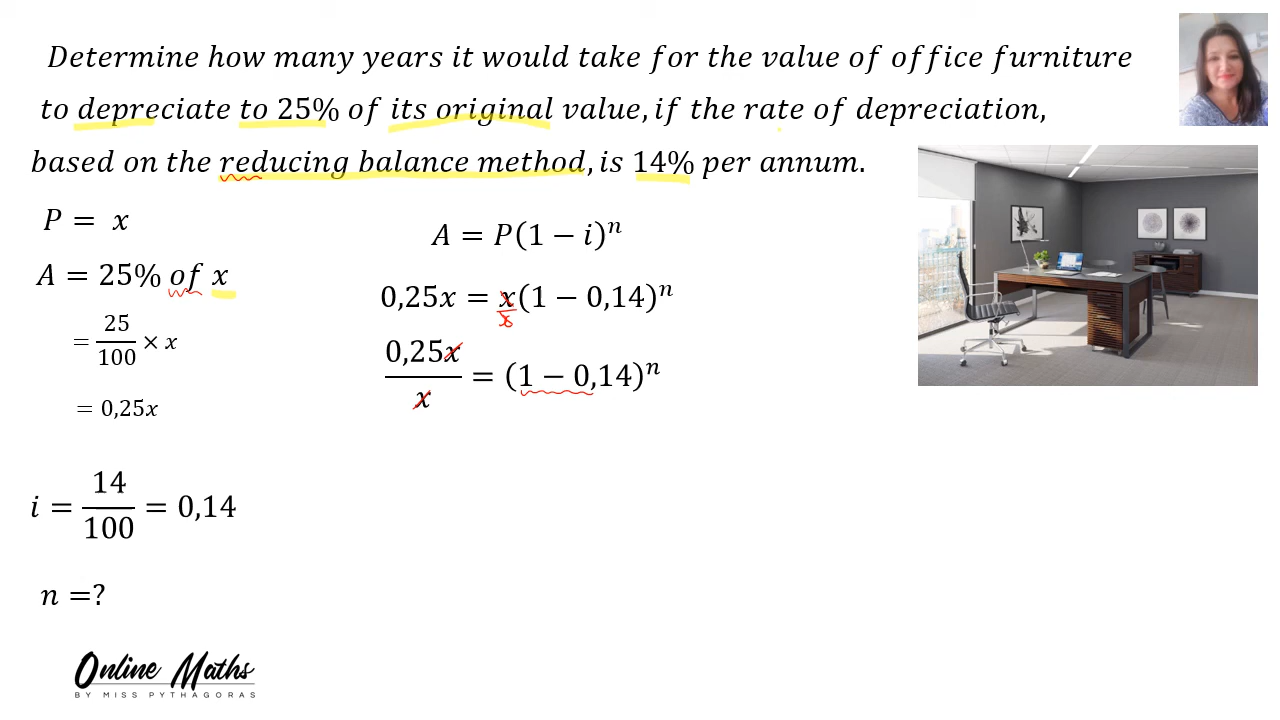 Determine how many years it would take for the value of office furniture
to depreciate to 25% of its original value, if the rate of depreciation,
based on the reducing balance method, is 14% per annum.
P = x
A = 25% of x
= 25/100 × x
= 0,25x
i = 14/100 = 0,14
n =?
A = P(1 − i)ⁿ
0,25x = x(1 − 0,14)ⁿ
x
0,25x/x = (1 − 0,14)ⁿ
Online Maths
BY MISS PYTHAGORAS